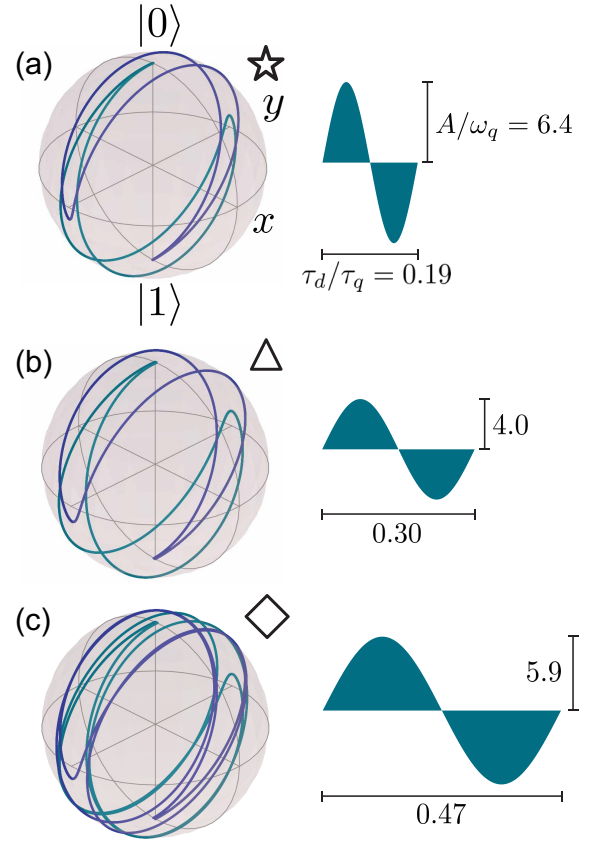 |0⟩
(a)
y
A/ω_q = 6.4
x
τ_d/τ_q = 0.19
|1⟩
(b)
4.0
0.30
(c)
5.9
0.47